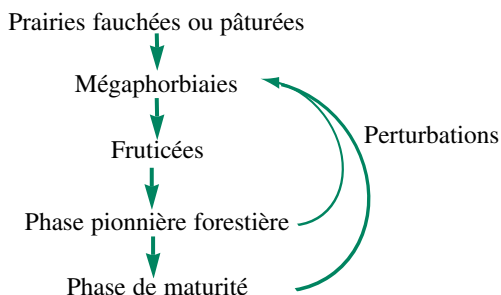 Prairies fauchées ou pâturées
Mégaphorbiaies
Perturbations
Fruticées
Phase pionnière forestière
Phase de maturité